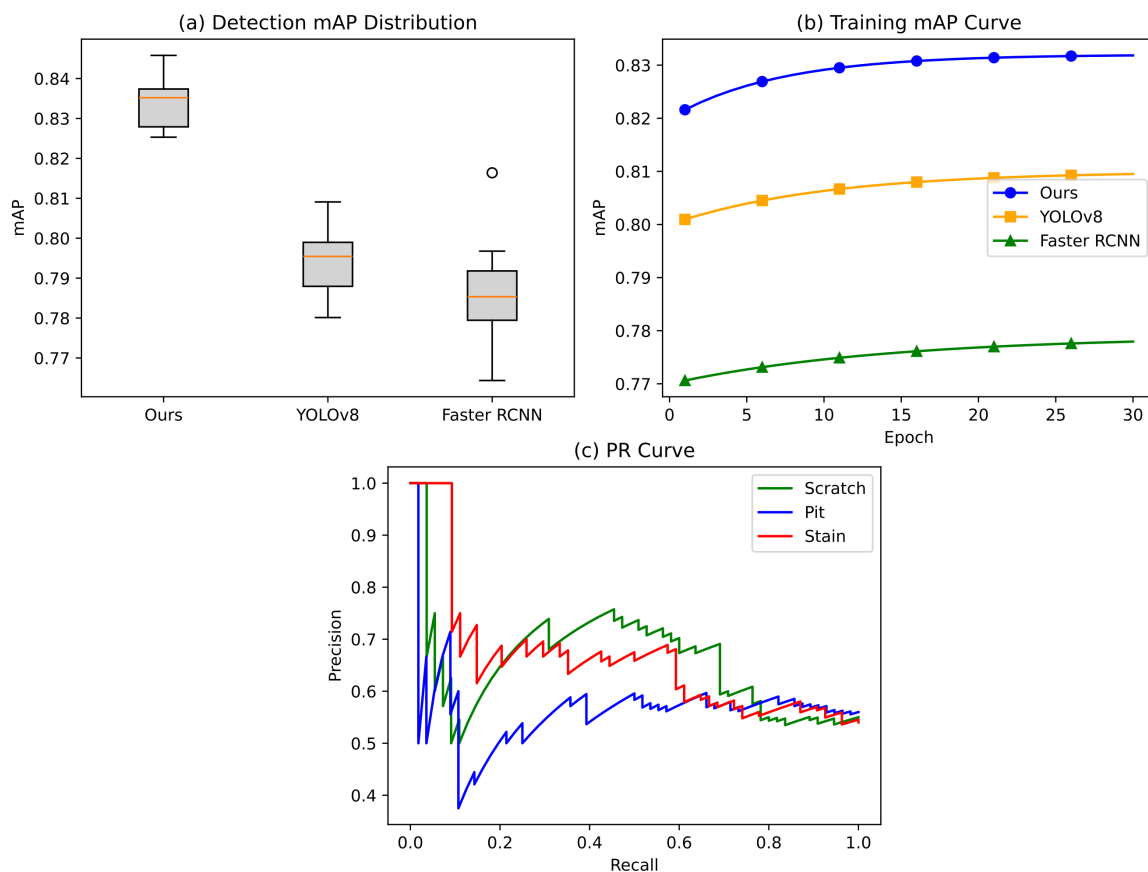 (a) Detection mAP Distribution
0.84
0.83
0.82
0.81
0.80
0.79
0.78
0.77
mAP
Ours
YOLOv8
Faster RCNN
(b) Training mAP Curve
0.83
0.82
0.81
0.80
0.79
0.78
0.77
mAP
Ours
YOLOv8
Faster RCNN
0
5
10
15
20
25
30
Epoch
(c) PR Curve
1.0
0.9
0.8
0.7
0.6
0.5
0.4
Precision
Scratch
Pit
Stain
0.0
0.2
0.4
0.6
0.8
1.0
Recall